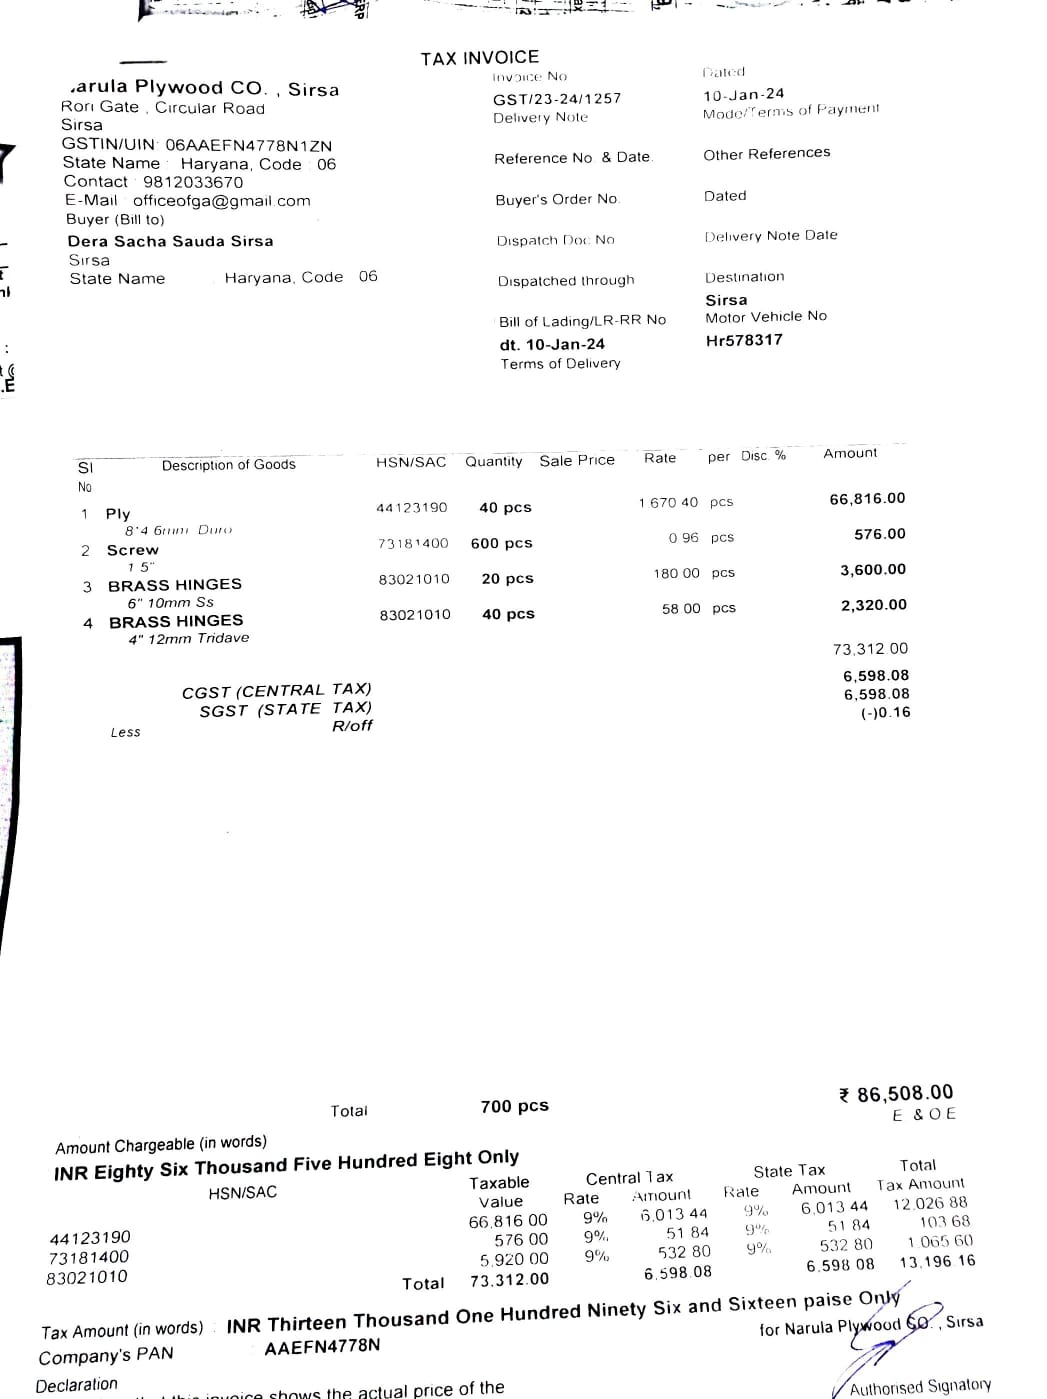 TAX INVOICE
arula Plywood CO. , Sirsa
Rori Gate , Circular Road
Sirsa
GSTIN/UIN: 06AAEFN4778N1ZN
State Name : Haryana, Code : 06
Contact : 9812033670
E-Mail : officeofga@gmail.com
Buyer (Bill to)
Dera Sacha Sauda Sirsa
Sirsa
State Name : Haryana, Code : 06
Invoice No Dated
GST/23-24/1257 10-Jan-24
Delivery Note Mode/Terms of Payment
Reference No. & Date. Other References
Buyer's Order No. Dated
Dispatch Doc No Delivery Note Date
Dispatched through Destination
Sirsa
Bill of Lading/LR-RR No Motor Vehicle No
dt. 10-Jan-24 Hr578317
Terms of Delivery
Sl No Description of Goods HSN/SAC Quantity Sale Price Rate per Disc. % Amount
1 Ply 44123190 40 pcs 1 670 40 pcs 66,816.00
8*4 6mm Duro
2 Screw 73181400 600 pcs 0 96 pcs 576.00
1 5"
3 BRASS HINGES 83021010 20 pcs 180 00 pcs 3,600.00
6" 10mm Ss
4 BRASS HINGES 83021010 40 pcs 58 00 pcs 2,320.00
4" 12mm Tridave
73,312 00
CGST (CENTRAL TAX) 6,598.08
SGST (STATE TAX) 6,598.08
Less R/off (-)0.16
Total 700 pcs ₹ 86,508.00
E & O E
Amount Chargeable (in words)
INR Eighty Six Thousand Five Hundred Eight Only
HSN/SAC Taxable Central Tax State Tax Total
Value Rate Amount Rate Amount Tax Amount
44123190 66,816 00 9% 6,013 44 9% 6,013 44 12,026 88
73181400 576 00 9% 51 84 9% 51 84 103 68
83021010 5,920 00 9% 532 80 9% 532 80 1,065 60
Total 73,312.00 6,598.08 6,598 08 13,196 16
Tax Amount (in words) : INR Thirteen Thousand One Hundred Ninety Six and Sixteen paise Only
Company's PAN AAEFN4778N
for Narula Plywood CO. , Sirsa
Declaration
invoice shows the actual price of the
Authorised Signatory